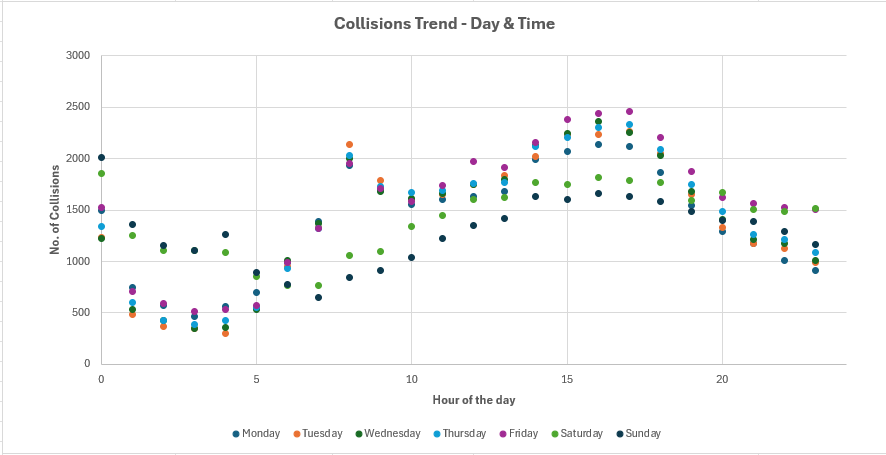 Collisions Trend - Day & Time
3000
2500
2000
1500
1000
500
0
No. of Collisions
0 5 10 15 20
Hour of the day
Monday Tuesday Wednesday Thursday Friday Saturday Sunday